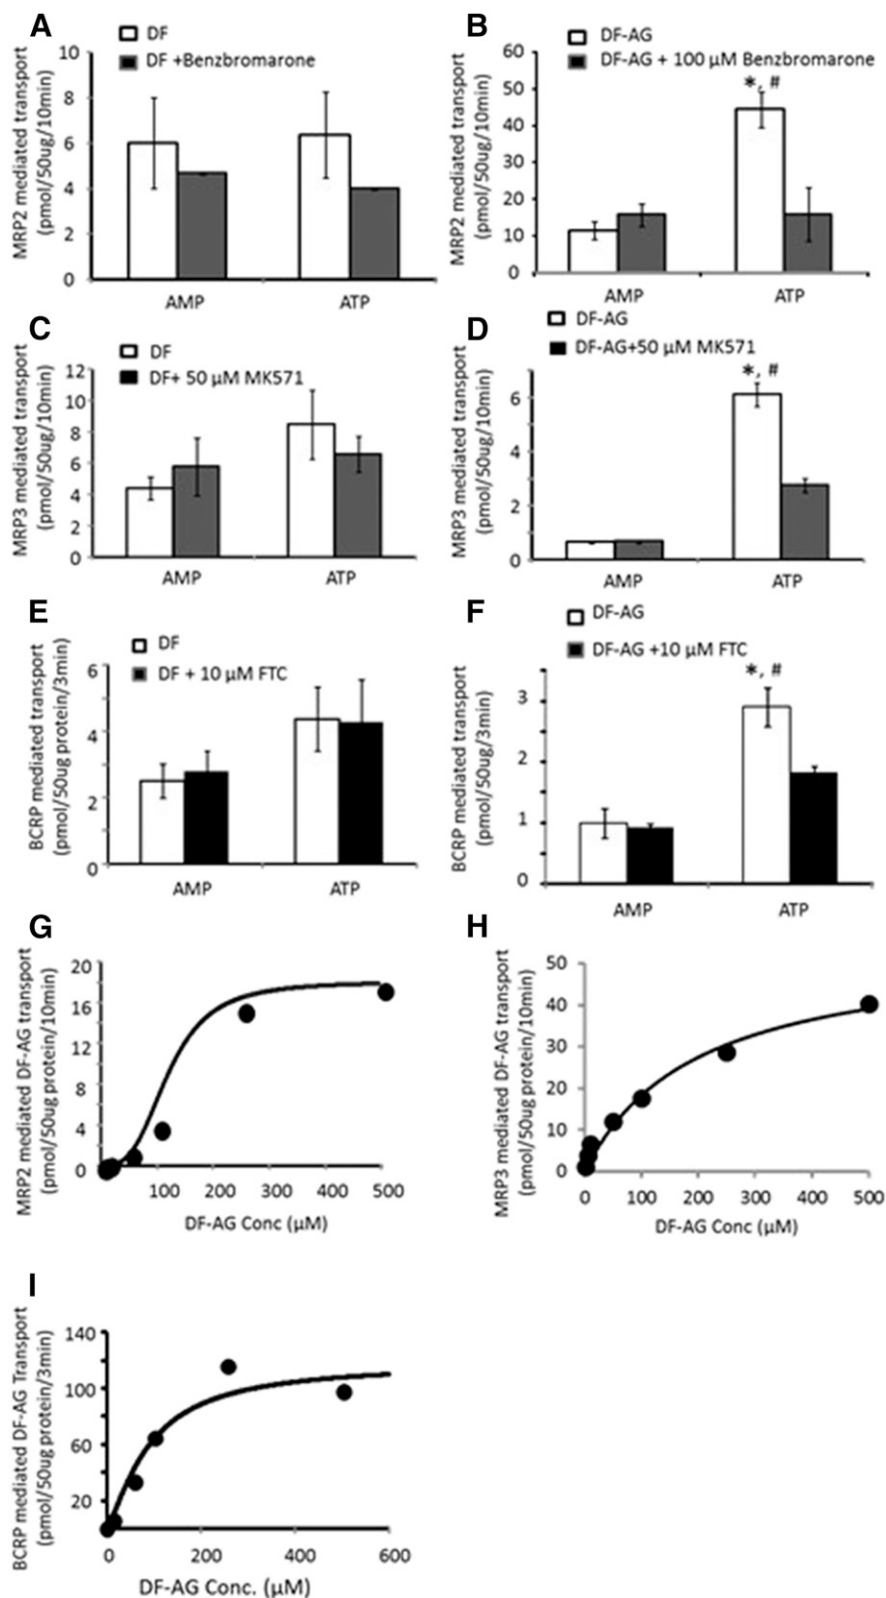 A
DF
DF +Benzbromarone
MRP2 mediated transport
(pmol/50ug/10min)
10
8
6
4
2
0
AMP
ATP
B
DF-AG
DF-AG + 100 µM Benzbromarone
MRP2 mediated transport
(pmol/50ug/10min)
60
50
40
30
20
10
0
*, #
AMP
ATP
C
DF
DF+ 50 µM MK571
MRP3 mediated transport
(pmol/50ug/10min)
12
10
8
6
4
2
0
AMP
ATP
D
DF-AG
DF-AG+50 µM MK571
MRP3 mediated transport
(pmol/50ug/10min)
6
4
2
0
*, #
AMP
ATP
E
DF
DF + 10 µM FTC
BCRP mediated transport
(pmol/50ug protein/3min)
6
4
2
0
AMP
ATP
F
DF-AG
DF-AG +10 µM FTC
BCRP mediated transport
(pmol/50ug/3min)
3
2
1
0
*, #
AMP
ATP
G
MRP2 mediated DF-AG transport
(pmol/50ug protein/10min)
20
16
12
8
4
0
100 200 300 400 500
DF-AG Conc (µM)
H
MRP3 mediated DF-AG transport
(pmol/50ug protein/10min)
50
40
30
20
10
0
0 100 200 300 400 500
DF-AG Conc (µM)
I
BCRP mediated DF-AG Transport
(pmol/50ug protein/3min)
140
100
60
20
0 200 400 600
DF-AG Conc. (µM)